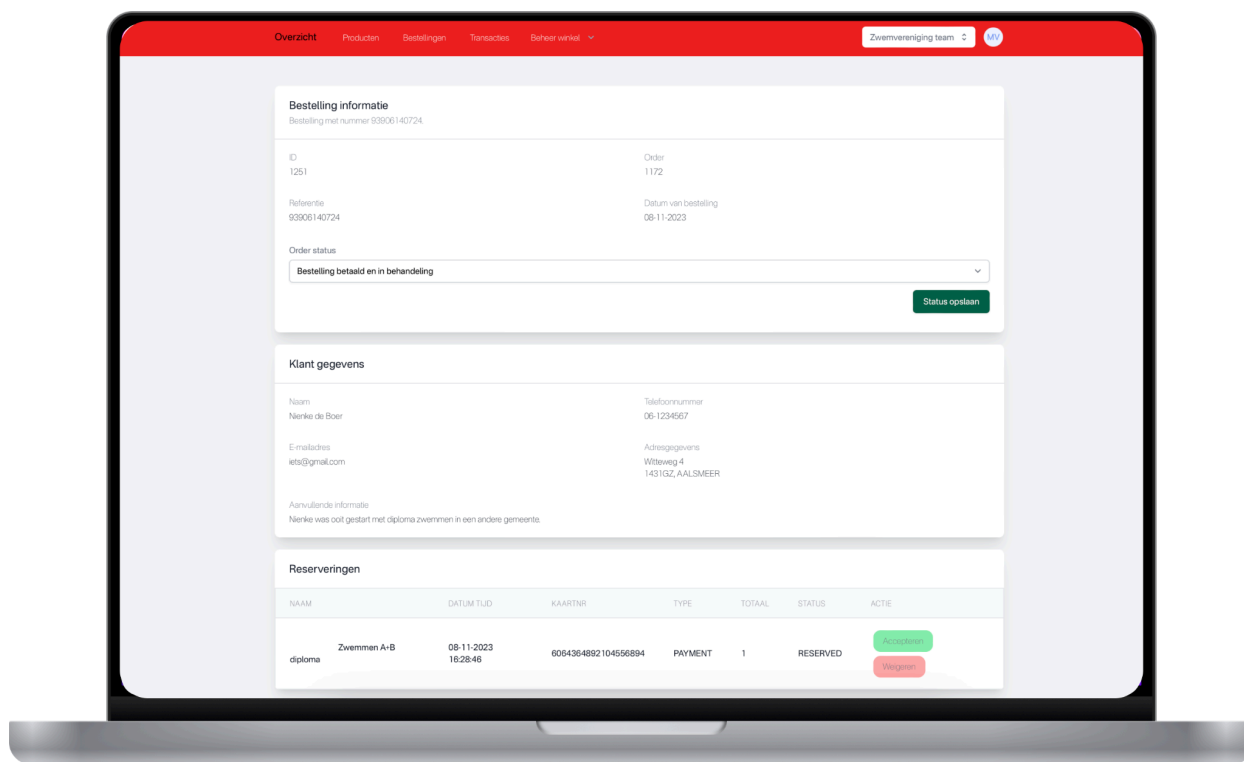 Overzicht Producten Bestellingen Transacties Beheer winkel Zwemvereniging team MV
Bestelling informatie
Bestelling met nummer 93906140724.
ID Order
1251 1172
Referentie Datum van bestelling
93906140724 08-11-2023
Order status
Bestelling betaald en in behandeling
Status opslaan
Klant gegevens
Naam Telefoonnummer
Nienke de Boer 06-1234567
E-mailadres Adresgegevens
iets@gmail.com Witteweg 4
1431GZ, AALSMEER
Aanvullende informatie
Nienke was ooit gestart met diploma zwemmen in een andere gemeente.
Reserveringen
NAAM DATUM TIJD KAARTNR TYPE TOTAAL STATUS ACTIE
Zwemmen A+B 08-11-2023 6064364892104556894 PAYMENT 1 RESERVED Accepteren
diploma 16:28:46 Weigeren